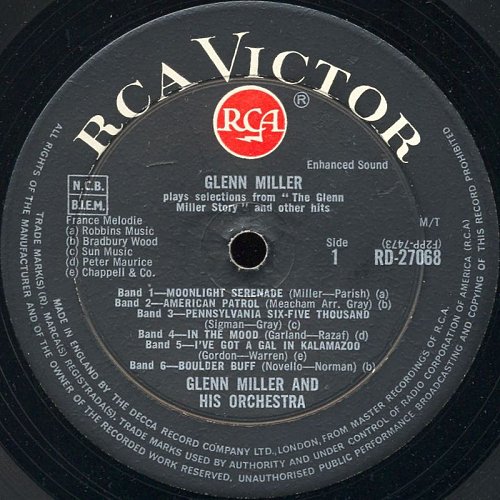 RCA VICTOR
RCA
®
Enhanced Sound
GLENN MILLER
plays selections from "The Glenn
Miller Story" and other hits
N.C.B.
B.I.E.M.
France Melodie
(a) Robbins Music
(b) Bradbury Wood
(c) Sun Music
(d) Peter Maurice
(e) Chappell & Co.
M/T
(F2PP-7473)
Side
1
RD-27068
Band 1—MOONLIGHT SERENADE (Miller—Parish) (a)
Band 2—AMERICAN PATROL (Meacham Arr. Gray) (b)
Band 3—PENNSYLVANIA SIX-FIVE THOUSAND
(Sigman—Gray) (c)
Band 4—IN THE MOOD (Garland—Razaf) (d)
Band 5—I'VE GOT A GAL IN KALAMAZOO
(Gordon—Warren) (e)
Band 6—BOULDER BUFF (Novello—Norman) (b)
GLENN MILLER AND
HIS ORCHESTRA
TRADE MARK(S) (R) MARCA(S) REGISTRADA(S) MADE IN ENGLAND BY THE DECCA RECORD COMPANY LTD., LONDON, FROM MASTER RECORDINGS OF R.C.A.
TRADE MARK(S) USED BY AUTHORITY AND UNDER CONTROL OF RADIO CORPORATION OF AMERICA (R.C.A.)
ALL RIGHTS OF THE MANUFACTURER AND OF THE OWNER OF THE RECORDED WORK RESERVED. UNAUTHORISED PUBLIC PERFORMANCE BROADCASTING AND COPYING OF THIS RECORD PROHIBITED